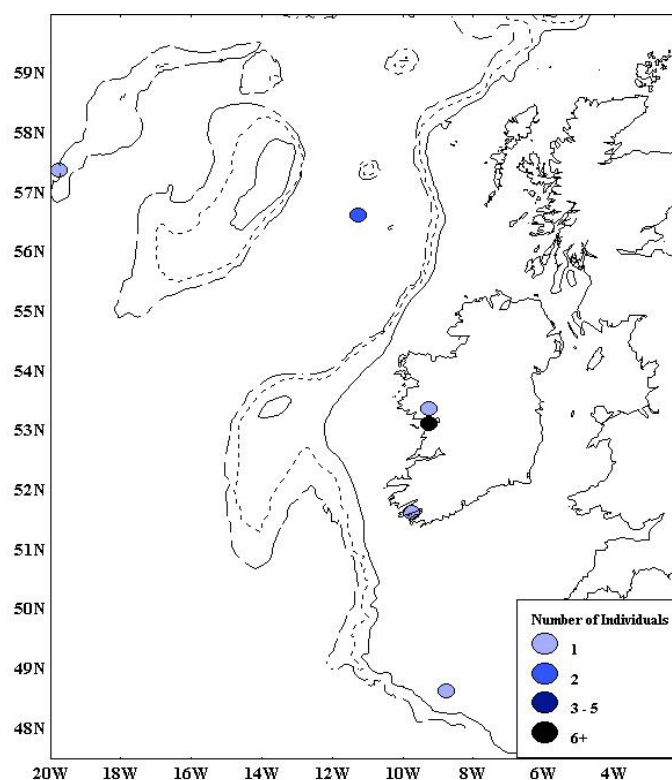 59N
58N
57N
56N
55N
54N
53N
52N
51N
50N
49N
48N
20W 18W 16W 14W 12W 10W 8W 6W 4W
Number of Individuals
1
2
3 - 5
6+